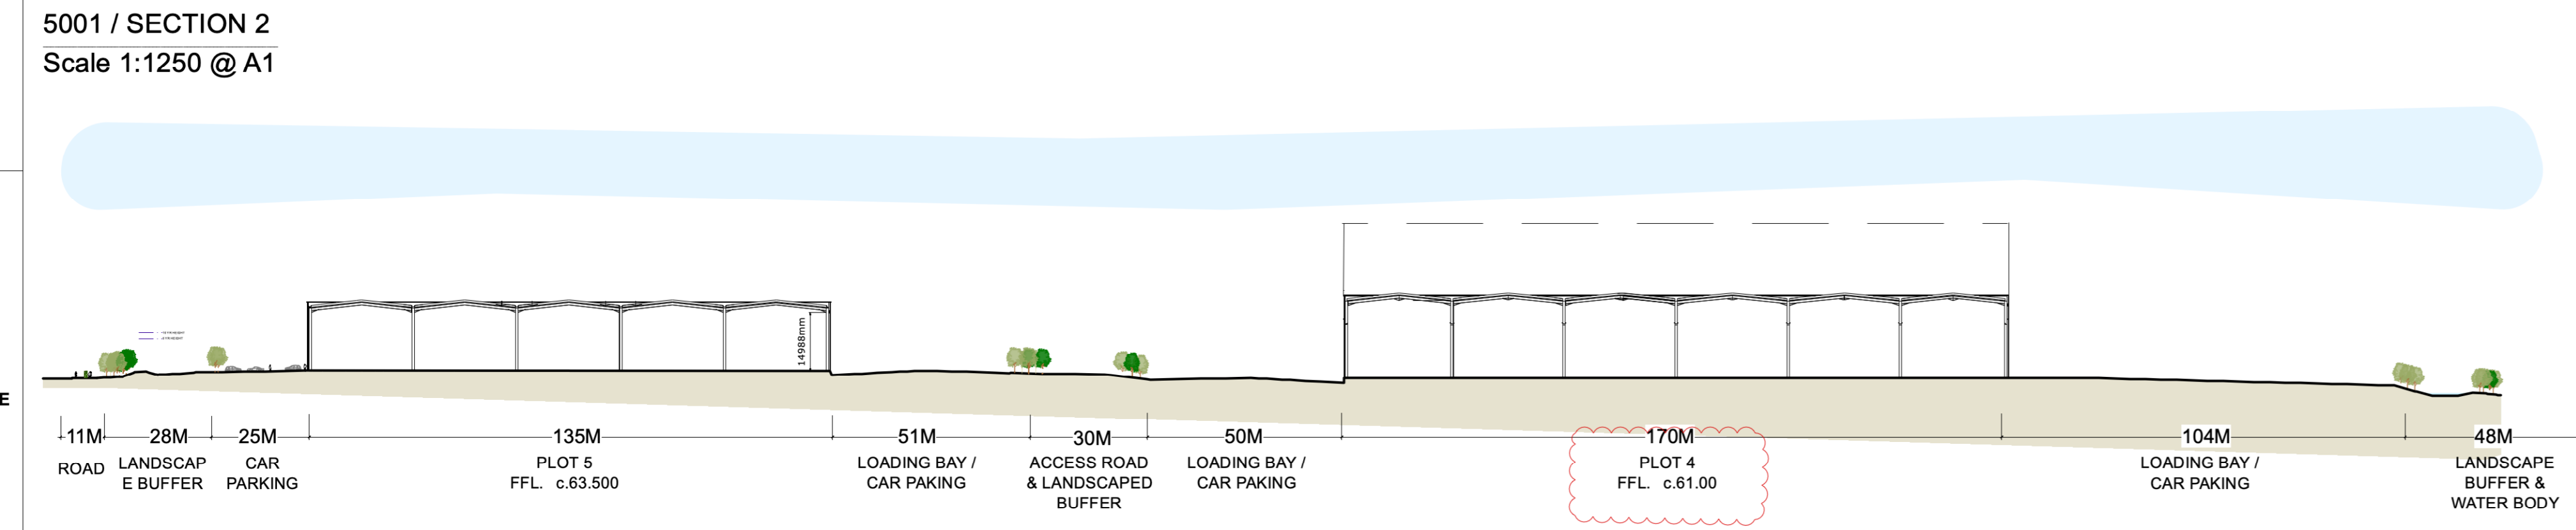 5001 / SECTION 2
Scale 1:1250 @ A1
14988mm
E
11M 28M 25M 135M 51M 30M 50M 170M 104M 48M
ROAD
LANDSCAP
E BUFFER
CAR
PARKING
PLOT 5
FFL. c.63.500
LOADING BAY /
CAR PAKING
ACCESS ROAD
& LANDSCAPED
BUFFER
LOADING BAY /
CAR PAKING
PLOT 4
FFL. c.61.00
LOADING BAY /
CAR PAKING
LANDSCAPE
BUFFER &
WATER BODY